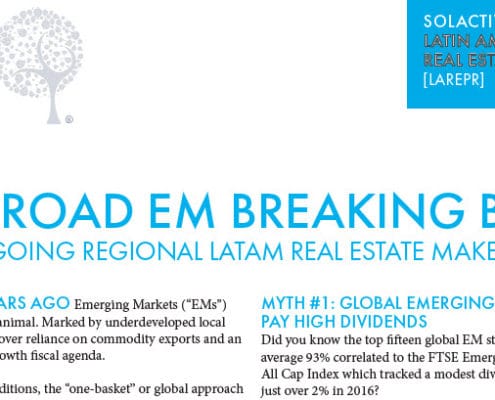 SOLACTI
LATIN AM
REAL EST
[LAREPR]
®
ROAD EM BREAKING B
GOING REGIONAL LATAM REAL ESTATE MAKE
ARS AGO Emerging Markets (“EMs”)
animal. Marked by underdeveloped local
over reliance on commodity exports and an
owth fiscal agenda.
ditions, the “one-basket” or global approach
MYTH #1: GLOBAL EMERGING
PAY HIGH DIVIDENDS
Did you know the top fifteen global EM st
average 93% correlated to the FTSE Emerg
All Cap Index which tracked a modest div
just over 2% in 2016?